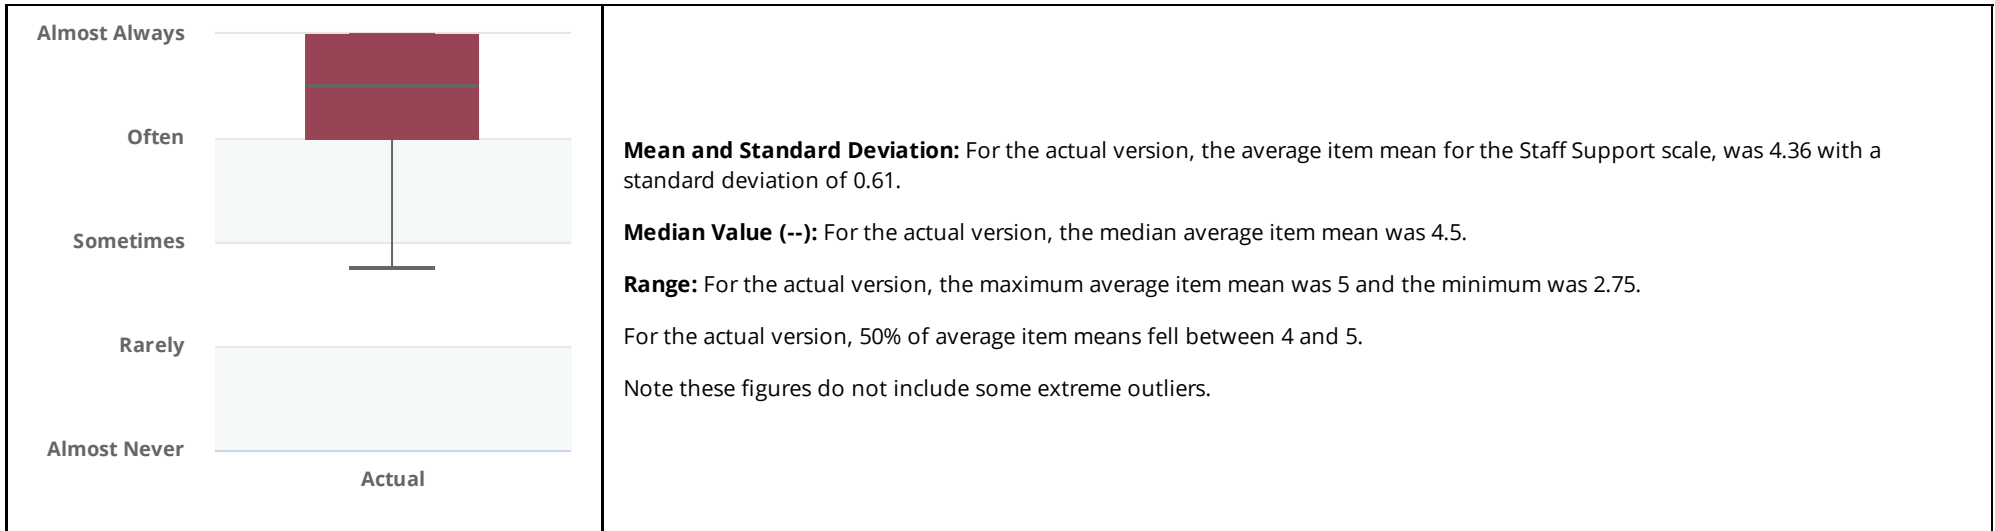 Almost Always
Often
Sometimes
Rarely
Almost Never
Actual
Mean and Standard Deviation: For the actual version, the average item mean for the Staff Support scale, was 4.36 with a
standard deviation of 0.61.
Median Value (--): For the actual version, the median average item mean was 4.5.
Range: For the actual version, the maximum average item mean was 5 and the minimum was 2.75.
For the actual version, 50% of average item means fell between 4 and 5.
Note these figures do not include some extreme outliers.